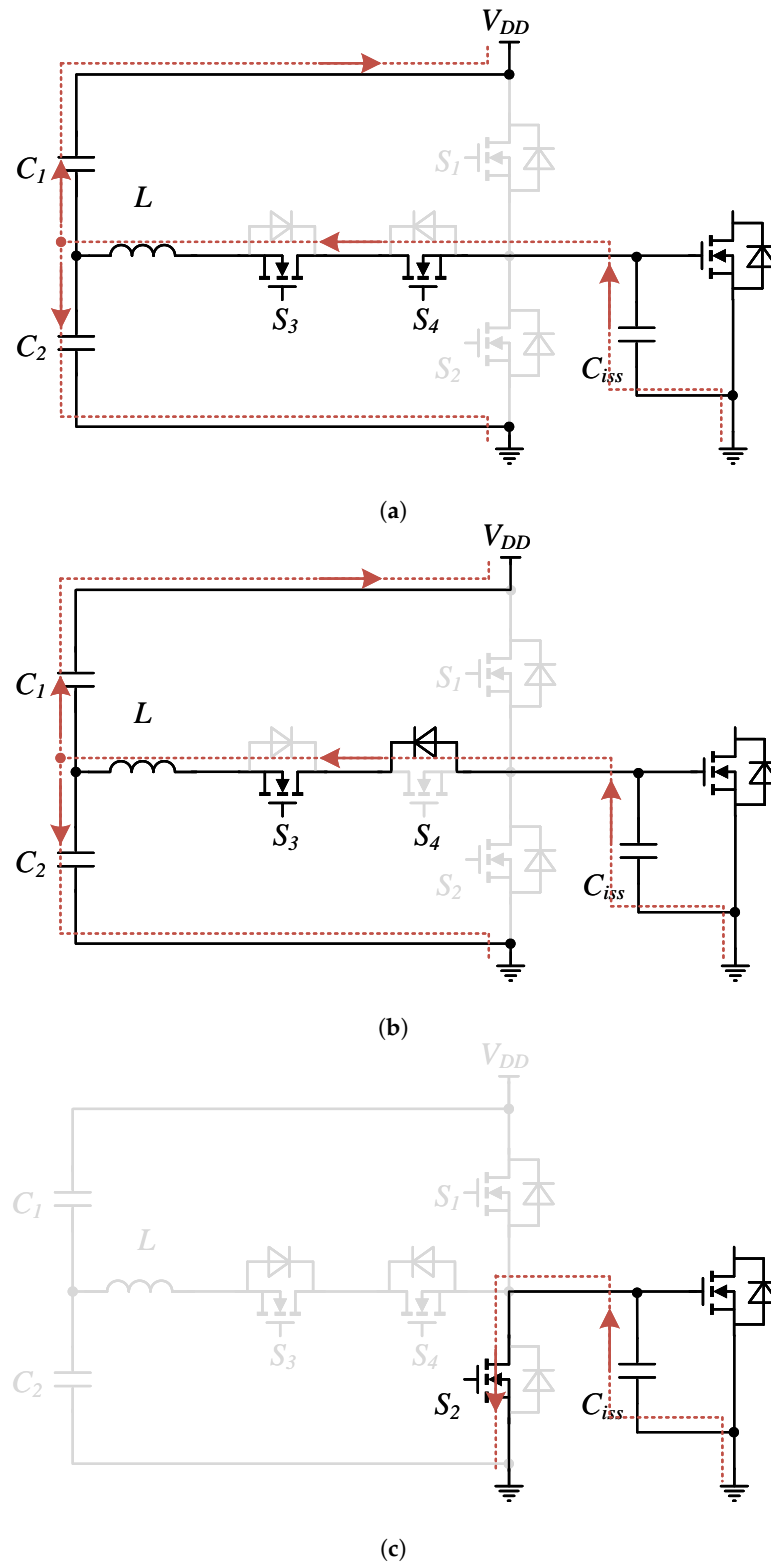 V_DD
S_1
C_1
L
S_3
S_4
C_2
S_2
C_iss
(a)
V_DD
S_1
C_1
L
S_3
S_4
C_2
S_2
C_iss
(b)
V_DD
S_1
C_1
L
S_3
S_4
C_2
S_2
C_iss
(c)